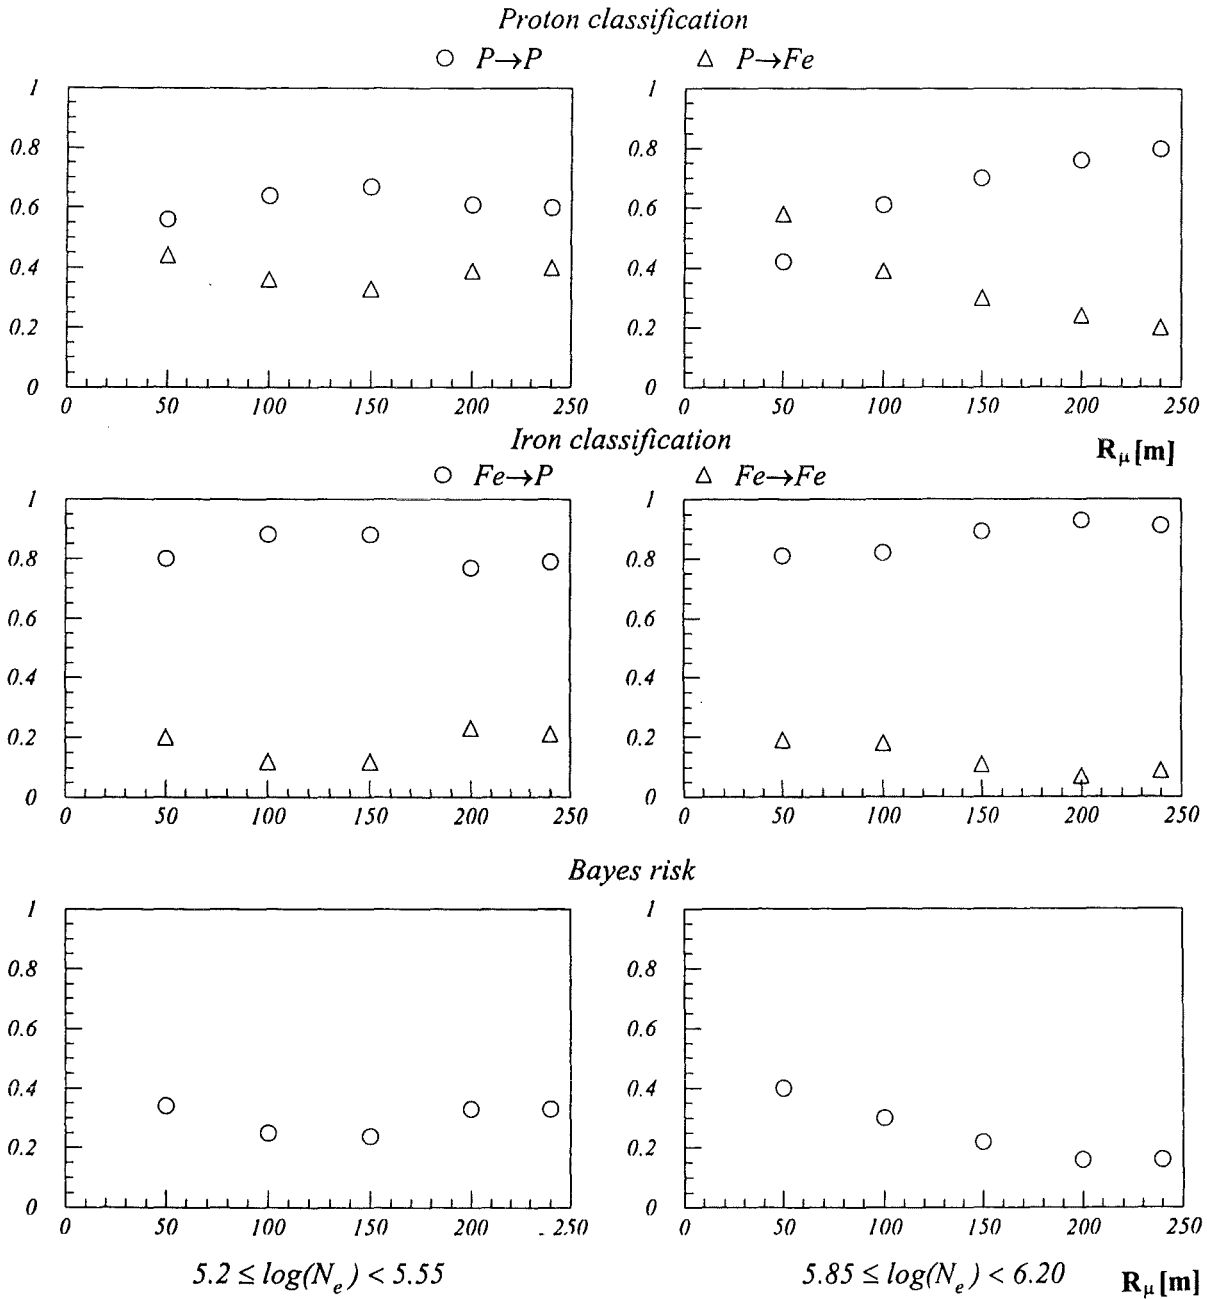 Proton classification
○ P→P △ P→Fe
1 1
0.8 0.8
0.6 0.6
0.4 0.4
0.2 0.2
0 0
0 50 100 150 200 250 0 50 100 150 200 250
Iron classification R_μ[m]
○ Fe→P △ Fe→Fe
1 1
0.8 0.8
0.6 0.6
0.4 0.4
0.2 0.2
0 0
0 50 100 150 200 250 0 50 100 150 200 250
Bayes risk
1 1
0.8 0.8
0.6 0.6
0.4 0.4
0.2 0.2
0 0
0 50 100 150 200 250 0 50 100 150 200 250
5.2 ≤ log(N_e) < 5.55 5.85 ≤ log(N_e) < 6.20 R_μ[m]